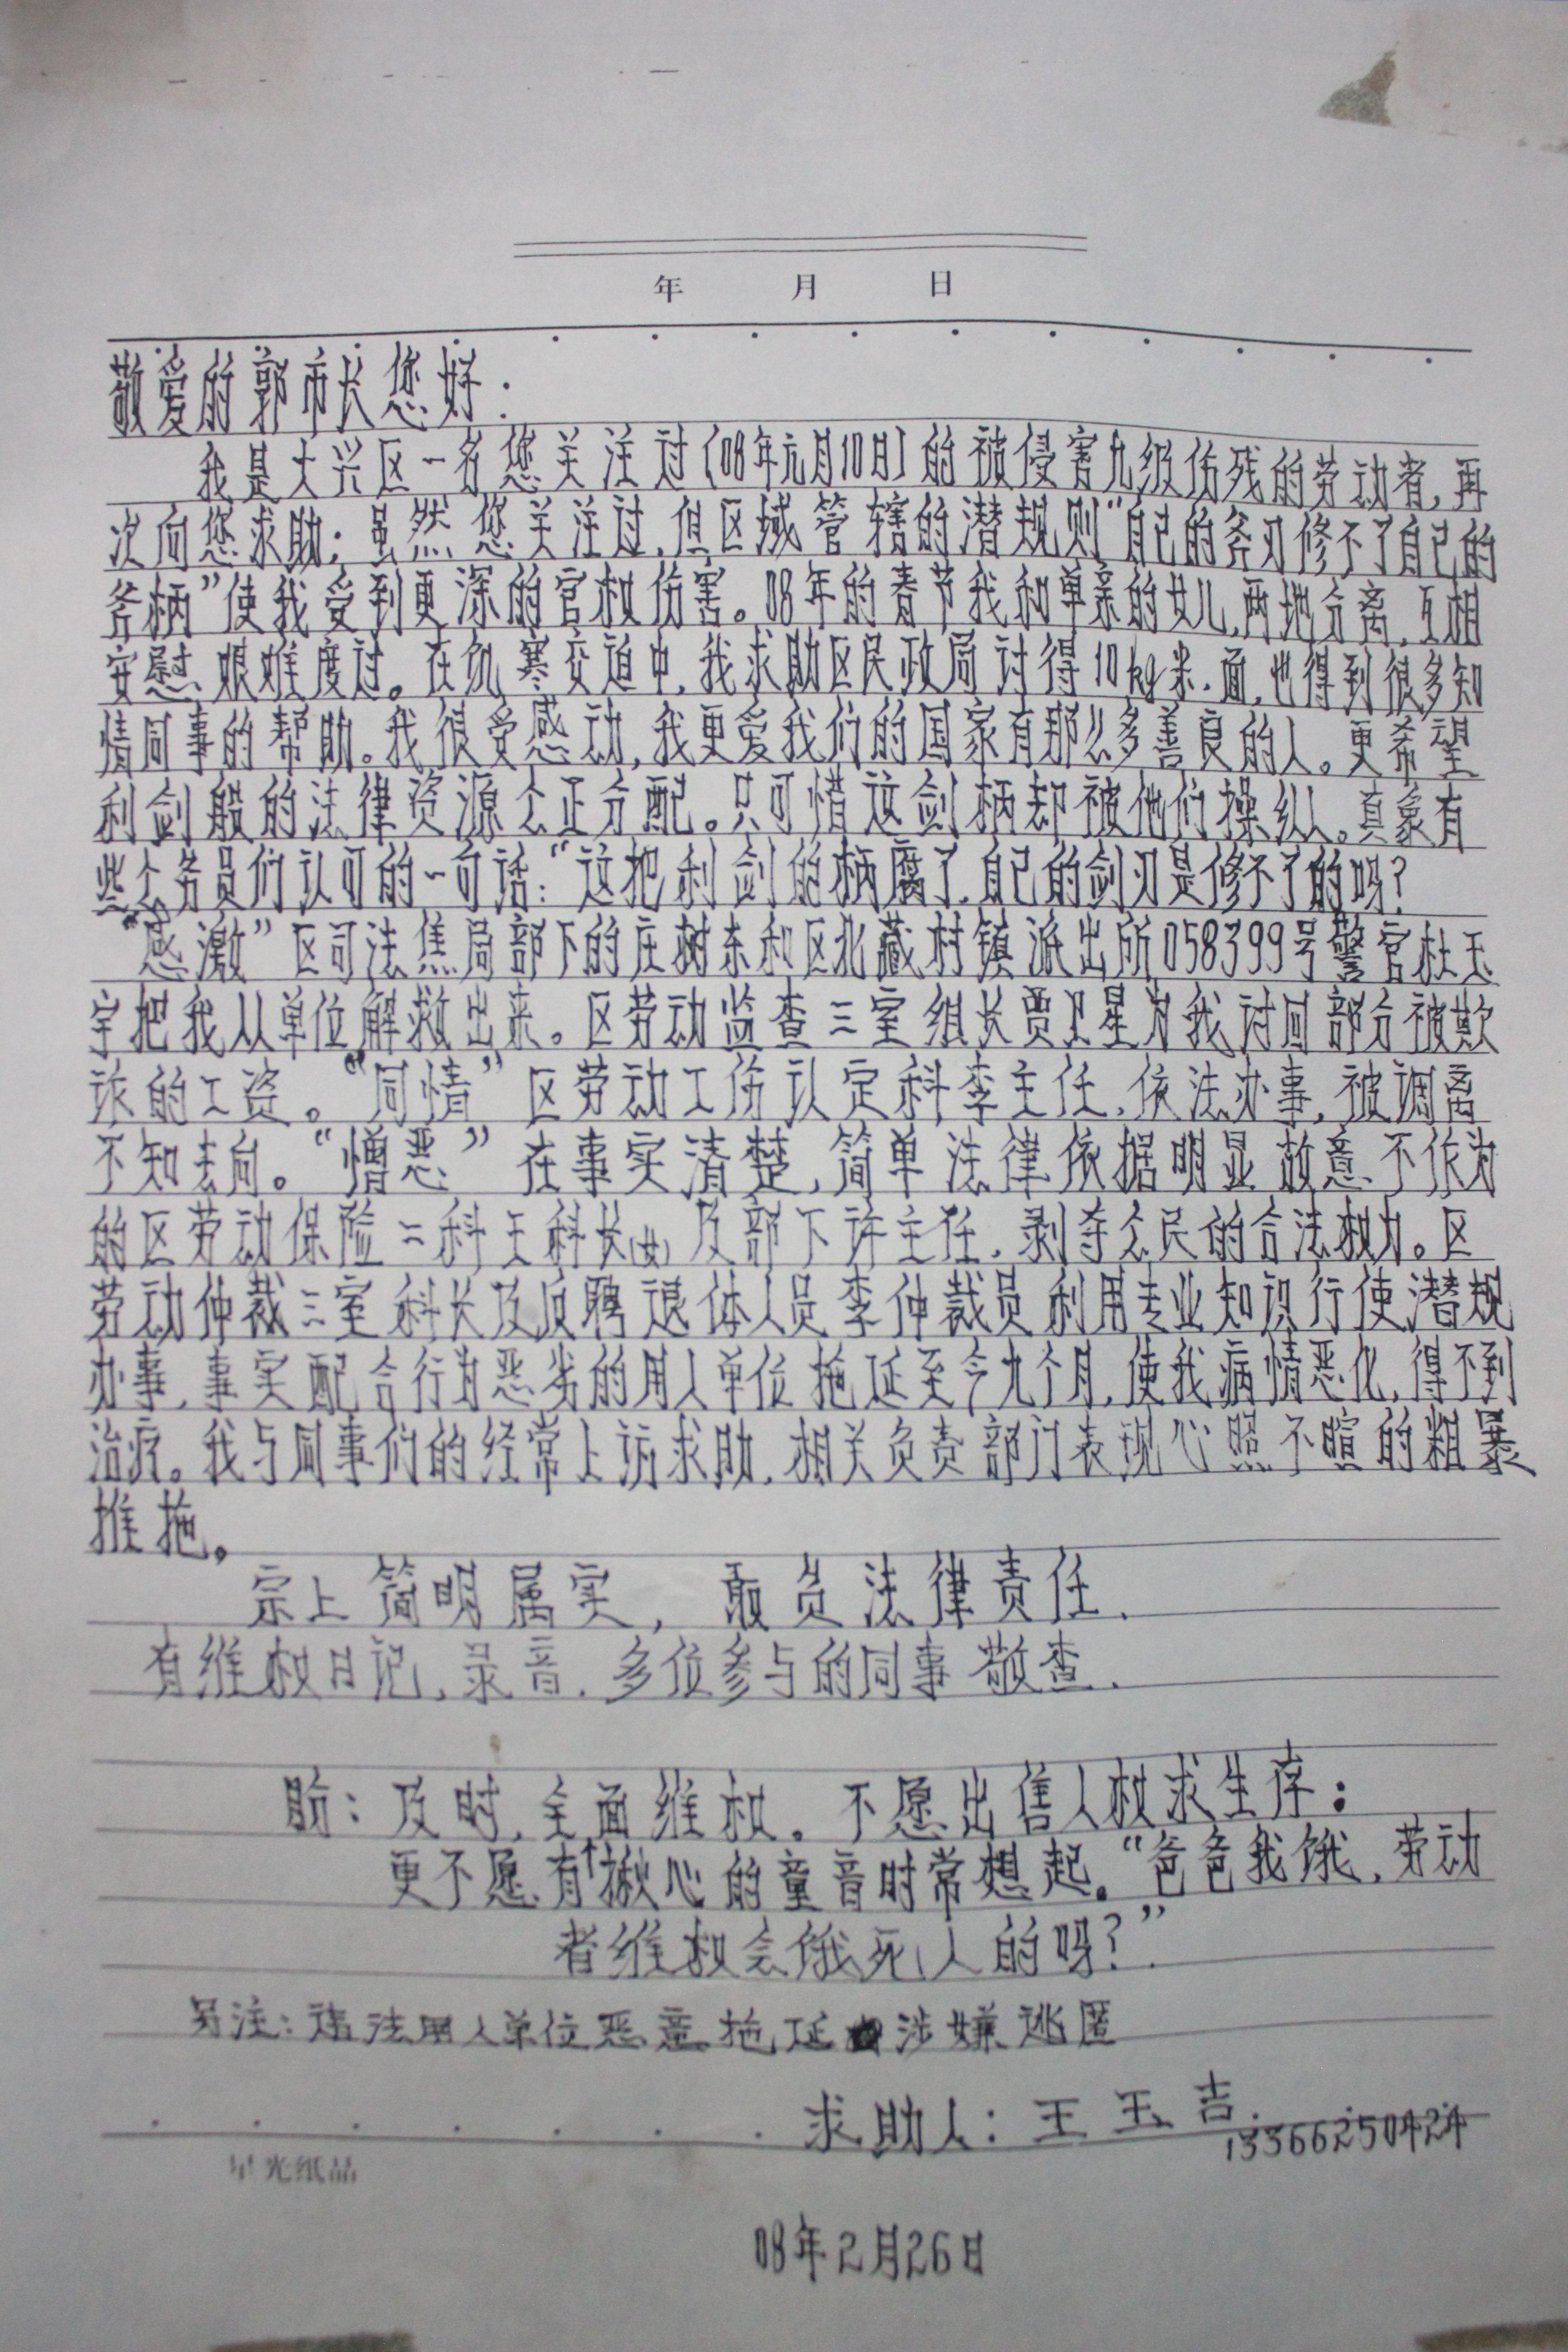 年 月 日
敬爱的郭市长您好:
我是大兴区一名您关注过(08年元月10日)的被侵害九级伤残的劳动者,再
次向您求助;虽然您关注过,但区域管辖的潜规则“自己的斧刃修不了自己的
斧柄”使我受到更深的官权伤害。08年的春节我和单亲的女儿,两地分离,互相
安慰艰难度过。在饥寒交迫中,我求助区民政局讨得10kg米.面,也得到很多知
情同事的帮助。我很受感动,我更爱我们的国家有那么多善良的人。更希望
利剑般的法律资源公正分配。只可惜这剑柄却被他们操纵。真象有
些公务员们认可的一句话:“这把利剑的柄腐了,自己的剑刃是修不了的吗?
“感激”区司法焦局部下的庄树东和区北藏村镇派出所058399号警官杜玉
宇把我从单位解救出来。区劳动监查三室组长贾卫星为我讨回部分被欺
诈的工资。“同情”区劳动工伤认定科李主任,依法办事,被调离
不知去向。“憎恶”在事实清楚,简单法律依据明显故意不作为
的区劳动保险二科王科长(女)及部下许主任,剥夺公民的合法权力。区
劳动仲裁三室科长及反聘退休人员李仲裁员利用专业知识行使潜规
办事,事实配合行为恶劣的用人单位拖延至今九个月,使我病情恶化,得不到
治疗。我与同事们的经常上访求助,相关负责部门表现心照不暄的粗暴
推拖。
宗上简明属实,敢负法律责任.
有维权日记,录音.多位参与的同事敬查.
盼:及时,全面维权。不愿出售人权求生存;
更不愿有个揪心的童音时常想起。“爸爸我饿,劳动
者维权会饿死人的吗?”
另注:违法用人单位恶意拖延涉嫌逃匿
求助人:王玉吉.
13366250424
星光纸品
08年2月26日